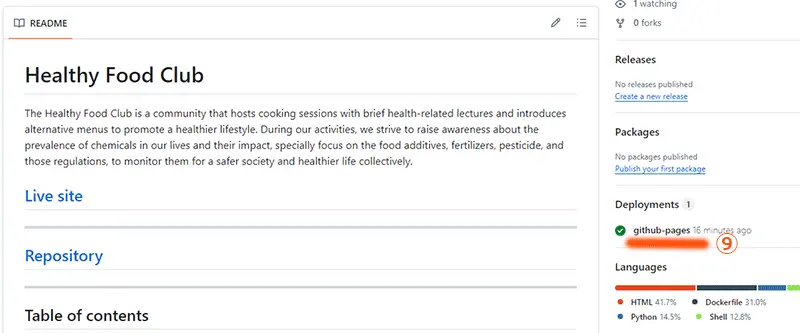 README
Healthy Food Club
The Healthy Food Club is a community that hosts cooking sessions with brief health-related lectures and introduces
alternative menus to promote a healthier lifestyle. During our activities, we strive to raise awareness about the
prevalence of chemicals in our lives and their impact, specially focus on the food additives, fertilizers, pesticide, and
those regulations, to monitor them for a safer society and healthier life collectively.
Live site
Repository
Table of contents
1 watching
0 forks
Releases
No releases published
Create a new release
Packages
No packages published
Publish your first package
Deployments 1
github-pages 16 minutes ago
⑨
Languages
HTML 41.7% Dockerfile 31.0%
Python 14.5% Shell 12.8%